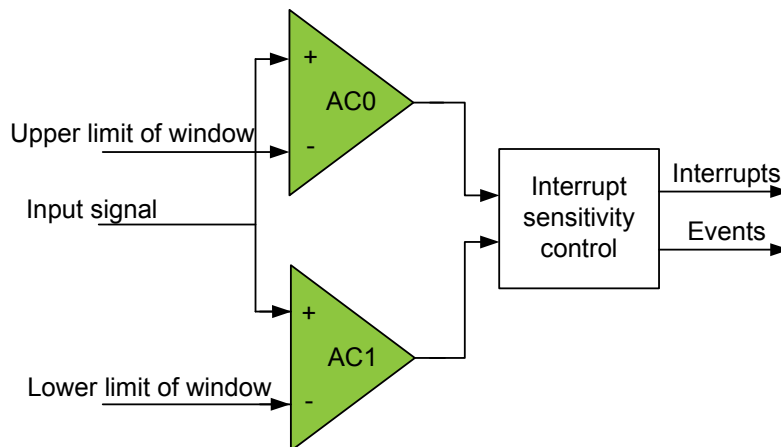 +
AC0
Upper limit of window
-
Input signal
Interrupt
sensitivity
control
Interrupts
Events
+
AC1
Lower limit of window
-